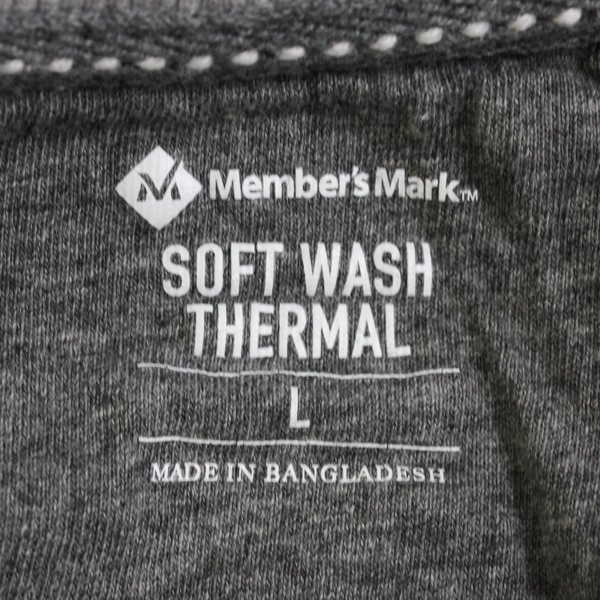 Member's Mark™
SOFT WASH
THERMAL
L
MADE IN BANGLADESH